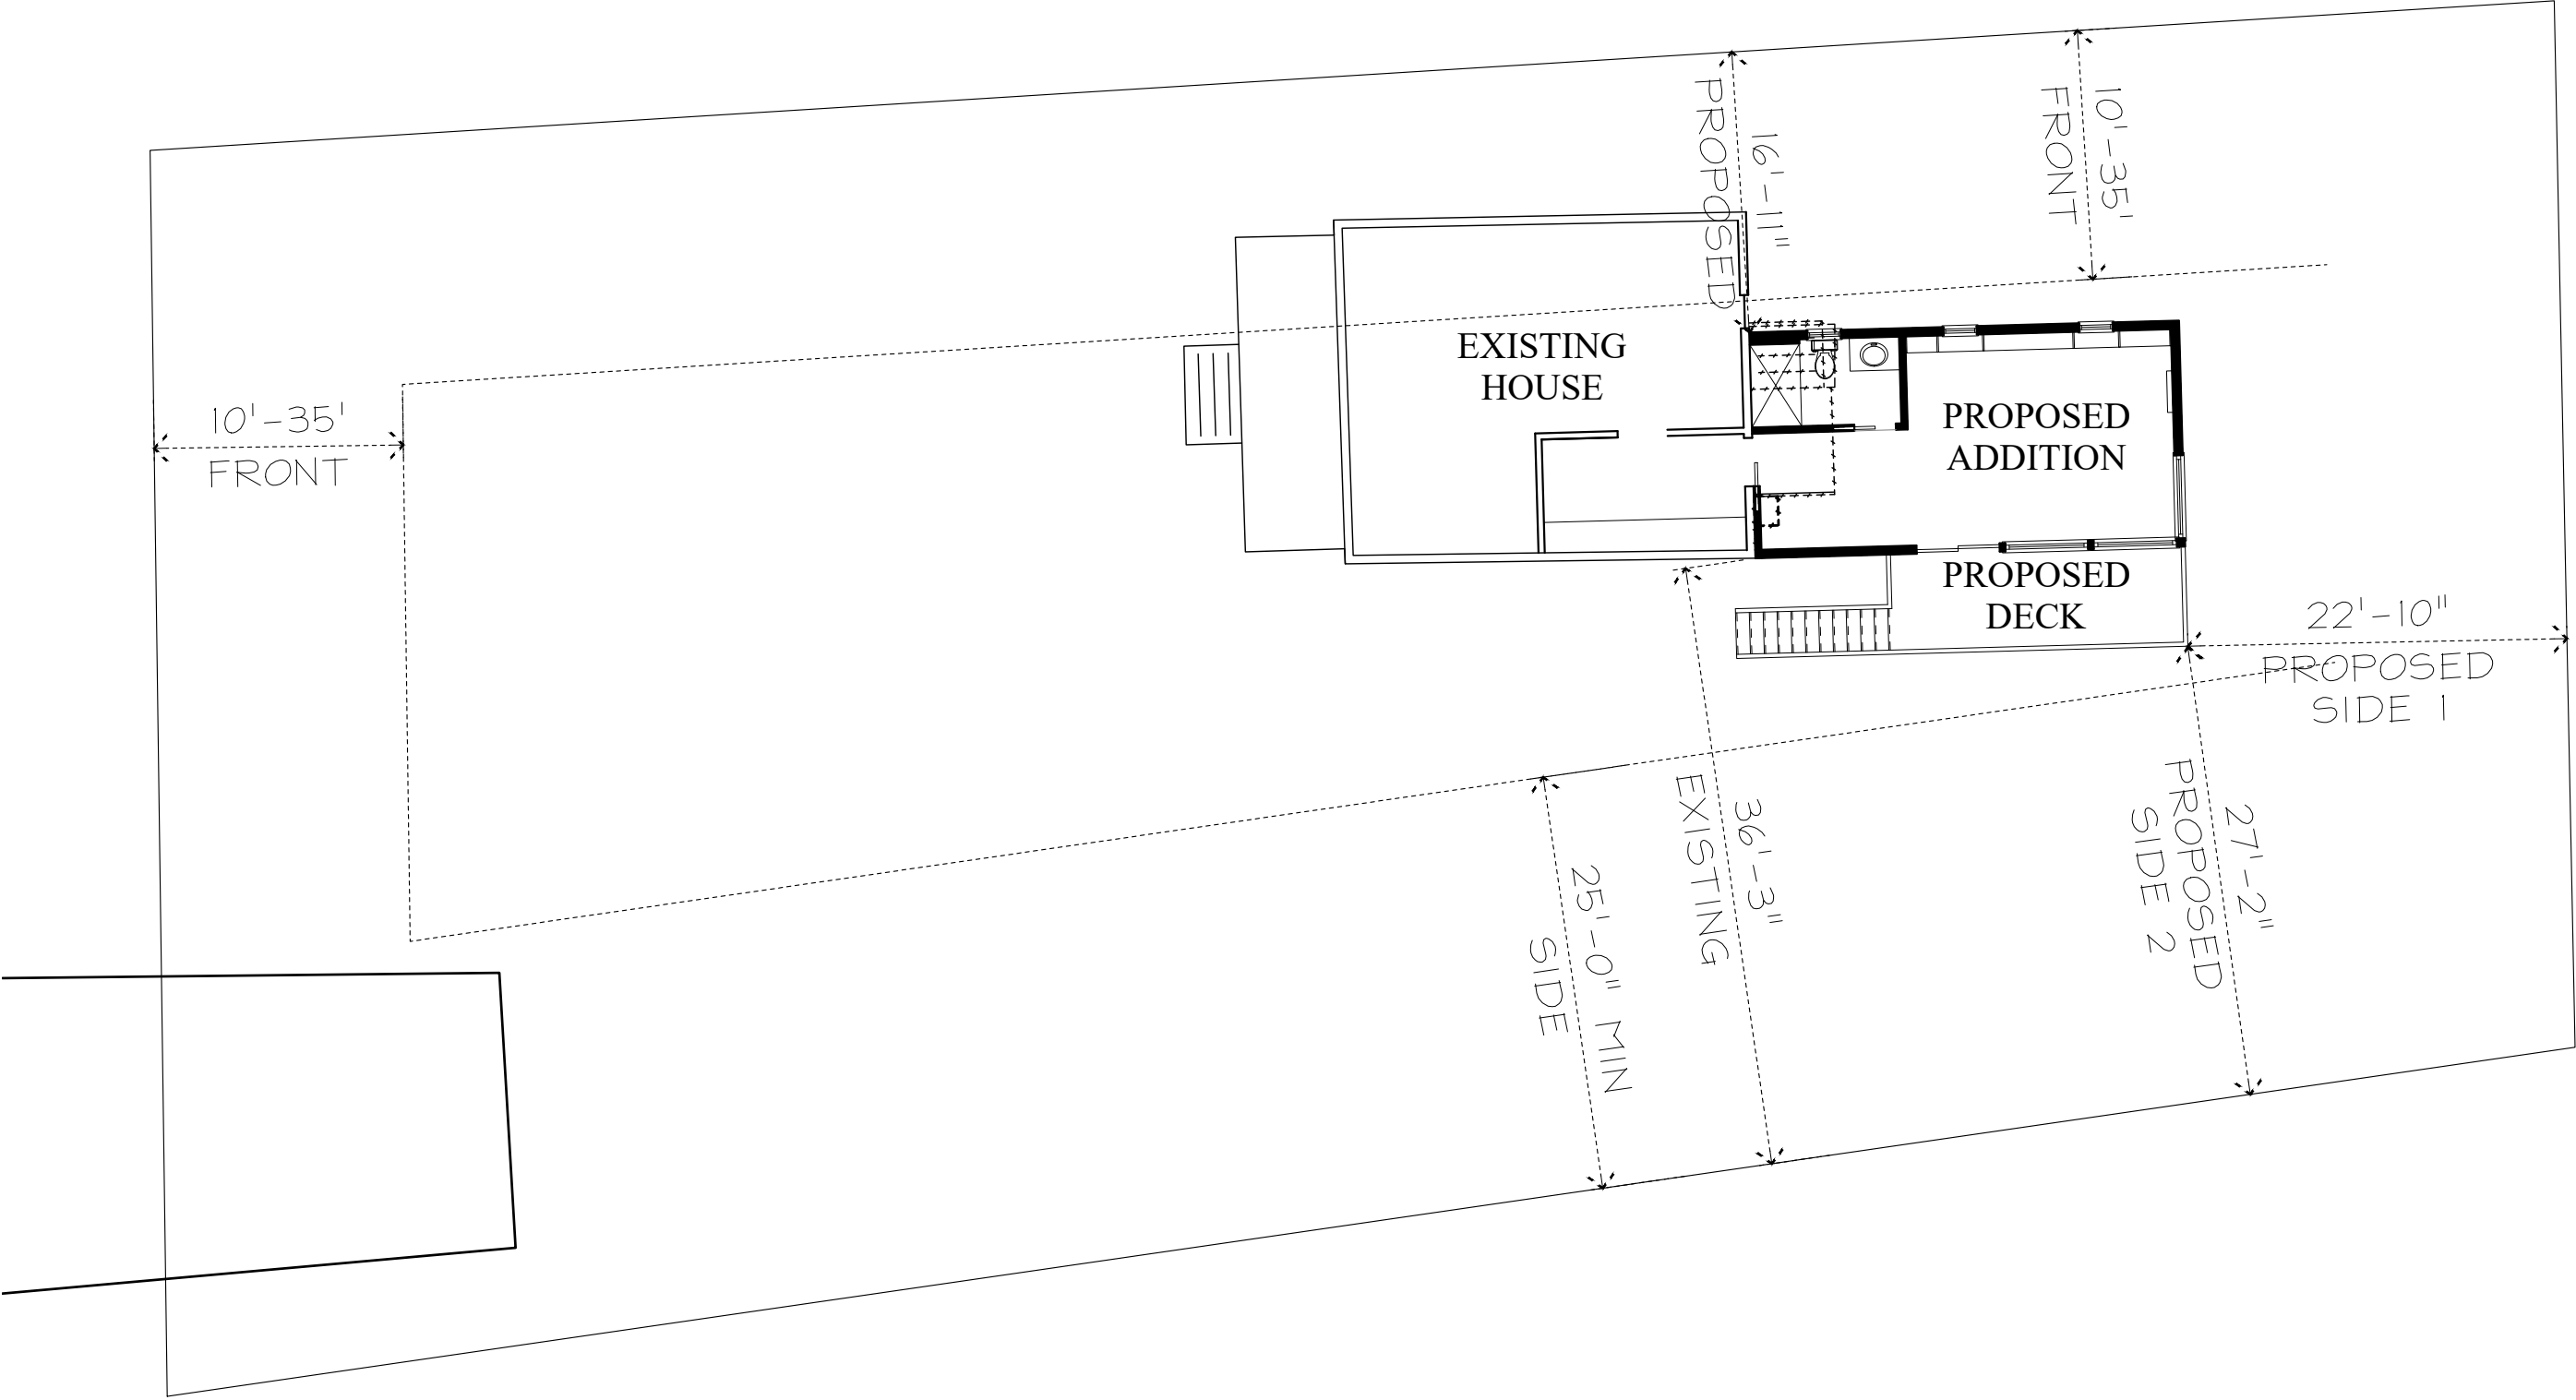 PROPOSED
16'-11"
FRONT
10'-35'
EXISTING
HOUSE
10'-35'
FRONT
PROPOSED
ADDITION
PROPOSED
DECK
22'-10"
PROPOSED
SIDE 1
EXISTING
36'-3"
SIDE
25'-0" MIN
27'-2"
PROPOSED
SIDE 2